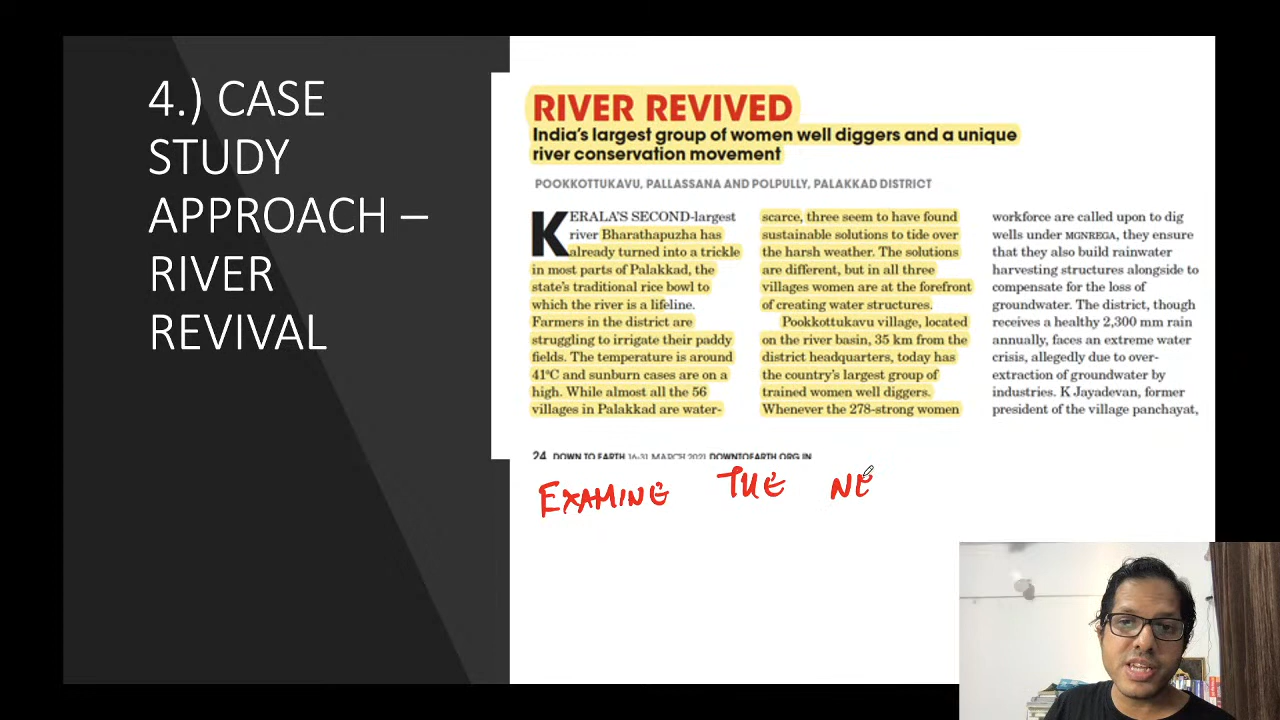 4.) CASE
STUDY
APPROACH –
RIVER
REVIVAL
RIVER REVIVED
India's largest group of women well diggers and a unique
river conservation movement
POOKKOTTUKAVU, PALLASSANA AND POLPULLY, PALAKKAD DISTRICT
KERALA'S SECOND-largest
river Bharathapuzha has
already turned into a trickle
in most parts of Palakkad, the
state's traditional rice bowl to
which the river is a lifeline.
Farmers in the district are
struggling to irrigate their paddy
fields. The temperature is around
41°C and sunburn cases are on a
high. While almost all the 56
villages in Palakkad are water-
scarce, three seem to have found
sustainable solutions to tide over
the harsh weather. The solutions
are different, but in all three
villages women are at the forefront
of creating water structures.
Pookkottukavu village, located
on the river basin, 35 km from the
district headquarters, today has
the country's largest group of
trained women well diggers.
Whenever the 278-strong women
workforce are called upon to dig
wells under MGNREGA, they ensure
that they also build rainwater
harvesting structures alongside to
compensate for the loss of
groundwater. The district, though
receives a healthy 2,300 mm rain
annually, faces an extreme water
crisis, allegedly due to over-
extraction of groundwater by
industries. K Jayadevan, former
president of the village panchayat,
24 DOWN TO EARTH 16-31 MARCH 2021 DOWNTOEARTH.ORG.IN
EXAMINE THE NE